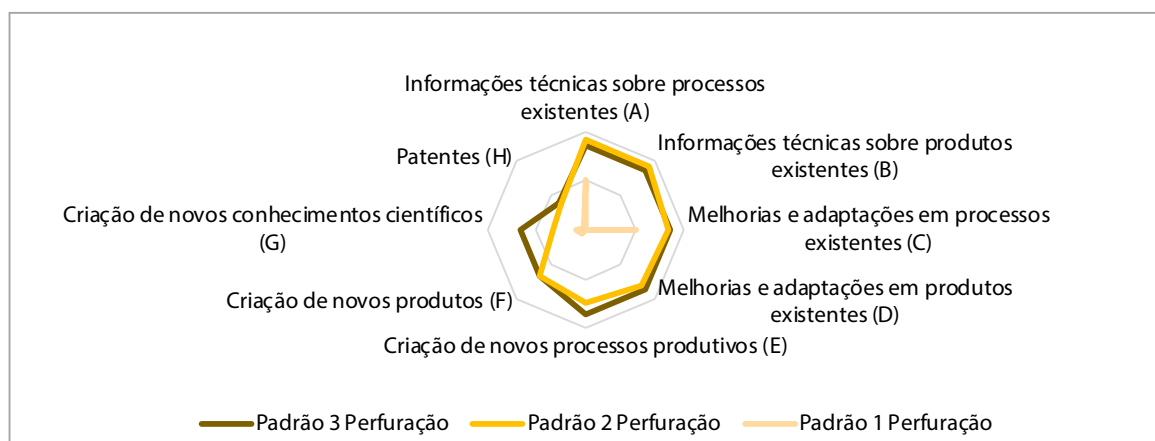 Informações técnicas sobre processos
existentes (A)
Informações técnicas sobre produtos
existentes (B)
Patentes (H)
Criação de novos conhecimentos científicos
(G)
Melhorias e adaptações em processos
existentes (C)
Criação de novos produtos (F)
Melhorias e adaptações em produtos
existentes (D)
Criação de novos processos produtivos (E)
Padrão 3 Perfuração
Padrão 2 Perfuração
Padrão 1 Perfuração